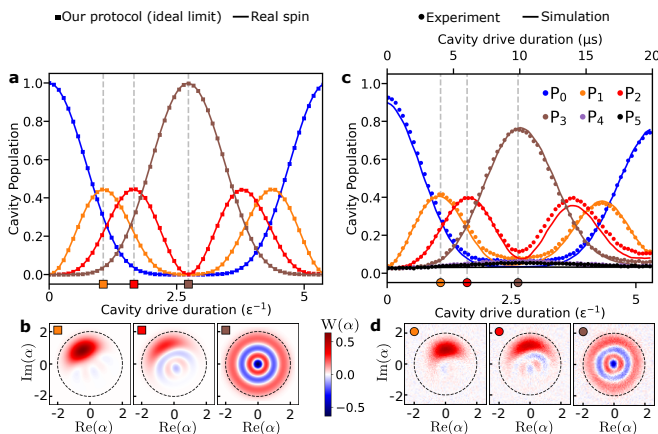 Our protocol (ideal limit) Real spin
Experiment Simulation
a
1.0
0.8
0.6
0.4
0.2
0.0
Cavity Population
0 2.5 5
Cavity drive duration (ε⁻¹)
c
Cavity drive duration (μs)
0 5 10 15 20
1.0
0.8
0.6
0.4
0.2
0.0
Cavity Population
P₀ P₁ P₂
P₃ P₄ P₅
0 2.5 5
Cavity drive duration (ε⁻¹)
b
2
0
−2
Im(α)
−2 0 2
−2 0 2
−2 0 2
Re(α) Re(α) Re(α)
W(α)
0.5
0.0
−0.5
d
2
0
−2
Im(α)
−2 0 2
−2 0 2
−2 0 2
Re(α) Re(α) Re(α)